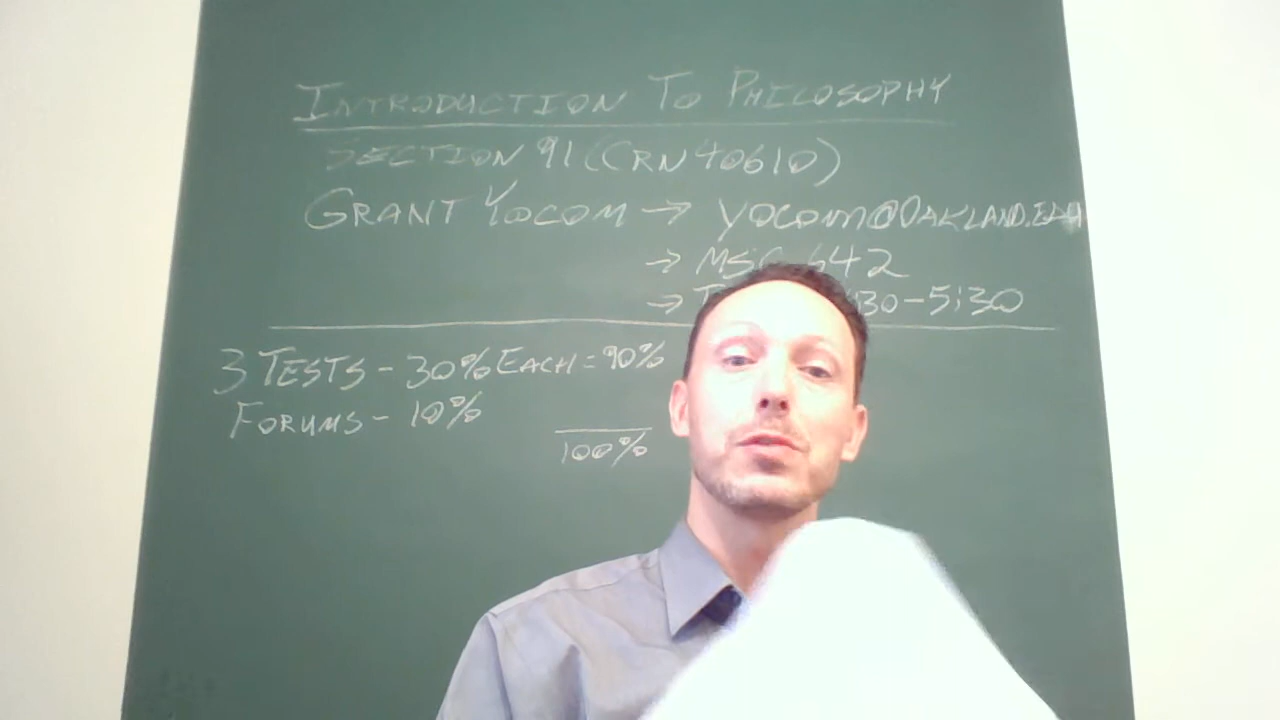 INTRODUCTION TO PHILOSOPHY
SECTION 91 (CRN 40610)
GRANT YOCOM → YOCOM@OAKLAND.EDU
→ 642
→ 30-5:30
3 TESTS - 30% EACH = 90%
FORUMS - 10%
100%